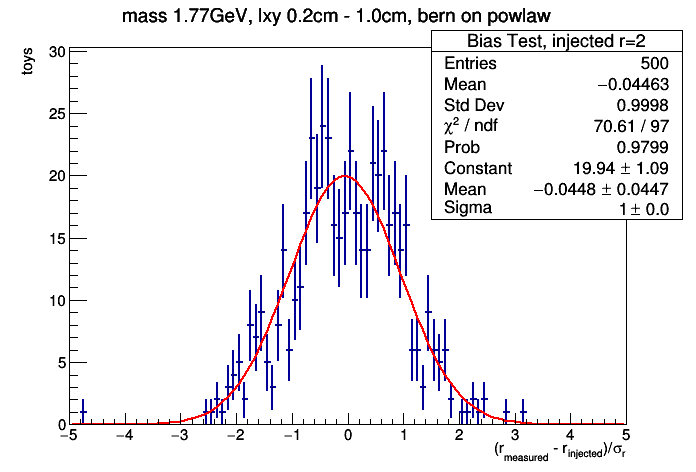 mass 1.77GeV, lxy 0.2cm - 1.0cm, bern on powlaw
toys
Bias Test, injected r=2
Entries 500
Mean −0.04463
Std Dev 0.9998
χ² / ndf 70.61 / 97
Prob 0.9799
Constant 19.94 ± 1.09
Mean −0.0448 ± 0.0447
Sigma 1 ± 0.0
30
25
20
15
10
5
0
−5 −4 −3 −2 −1 0 1 2 3 4 5
(r_measured - r_injected)/σ_r